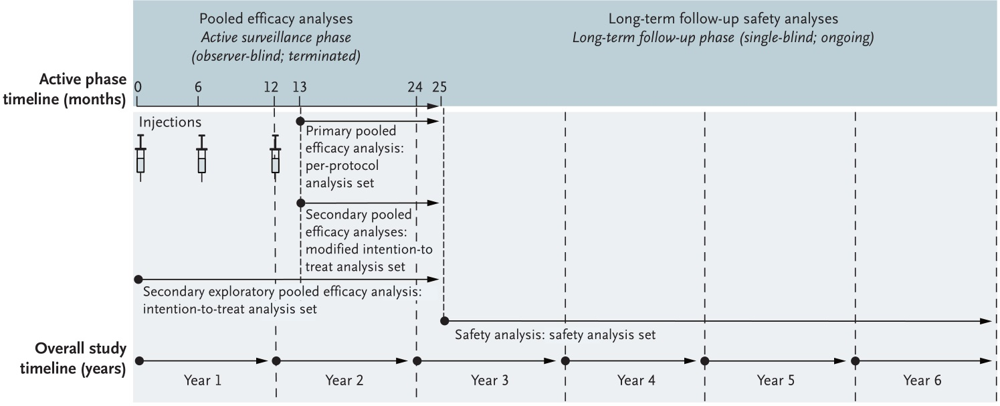 Pooled efficacy analyses
Active surveillance phase
(observer-blind; terminated)
Long-term follow-up safety analyses
Long-term follow-up phase (single-blind; ongoing)
Active phase
timeline (months)
0 6 12 13 24 25
Injections
Primary pooled
efficacy analysis:
per-protocol
analysis set
Secondary pooled
efficacy analyses:
modified intention-to
treat analysis set
Secondary exploratory pooled efficacy analysis:
intention-to-treat analysis set
Safety analysis: safety analysis set
Overall study
timeline (years)
Year 1 Year 2 Year 3 Year 4 Year 5 Year 6